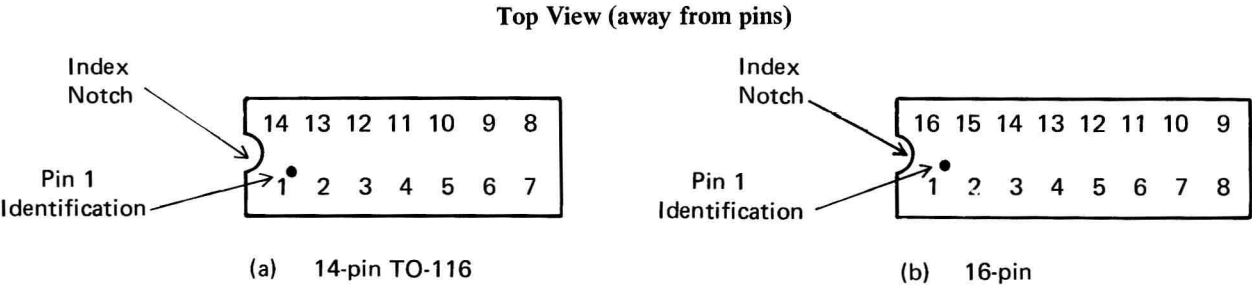 Top View (away from pins)
Index
Notch
14 13 12 11 10 9 8
1 2 3 4 5 6 7
Pin 1
Identification
(a) 14-pin TO-116
Index
Notch
16 15 14 13 12 11 10 9
1 2 3 4 5 6 7 8
Pin 1
Identification
(b) 16-pin